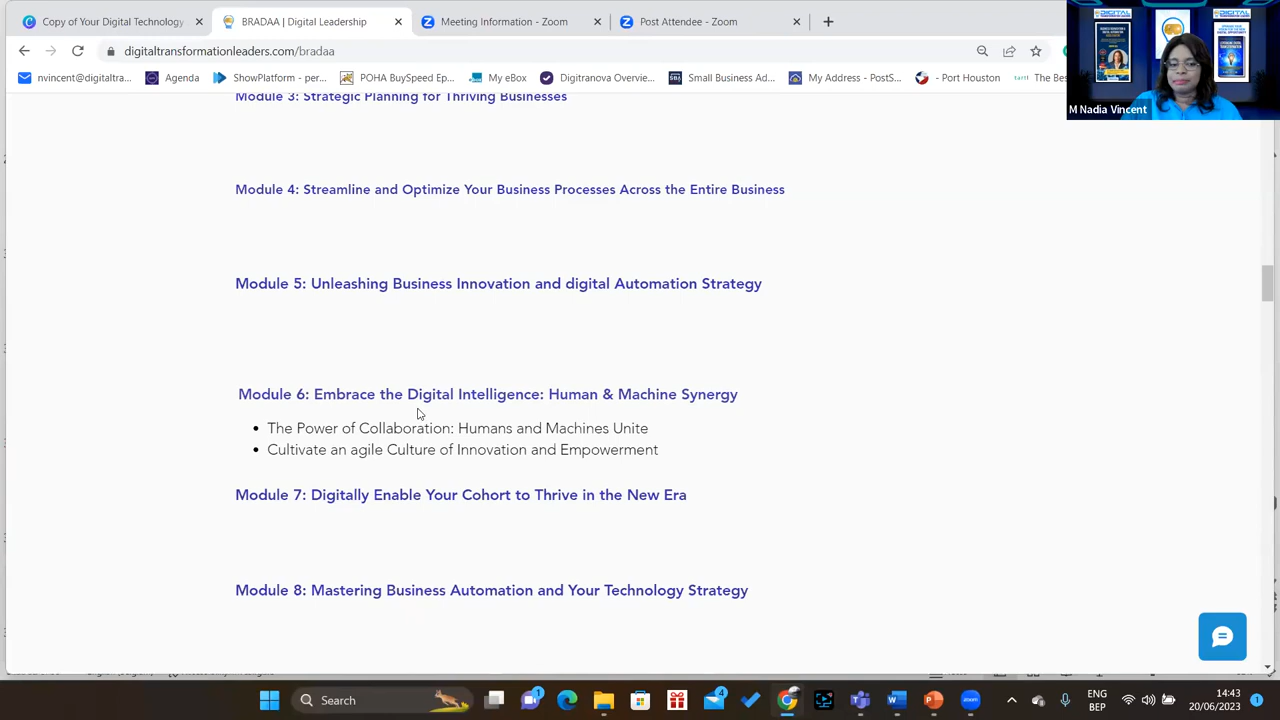 Copy of Your Digital Technology
BRADAA | Digital Leadership
Meeting Information - Zoom
Post Attendee - Zoom
digitaltransformationleaders.com/bradaa
nvincent@digitaltra...
Agenda
ShowPlatform - per...
POHA BuySpeed Ep...
My eBox
Digitranova Overvie...
Small Business Ad...
My Address - PostS...
- Port Houston
The Bes
M Nadia Vincent
Module 3: Strategic Planning for Thriving Businesses
Module 4: Streamline and Optimize Your Business Processes Across the Entire Business
Module 5: Unleashing Business Innovation and digital Automation Strategy
Module 6: Embrace the Digital Intelligence: Human & Machine Synergy
• The Power of Collaboration: Humans and Machines Unite
• Cultivate an agile Culture of Innovation and Empowerment
Module 7: Digitally Enable Your Cohort to Thrive in the New Era
Module 8: Mastering Business Automation and Your Technology Strategy
Search
1
4
zoom
ENG
BEP
14:43
20/06/2023
1